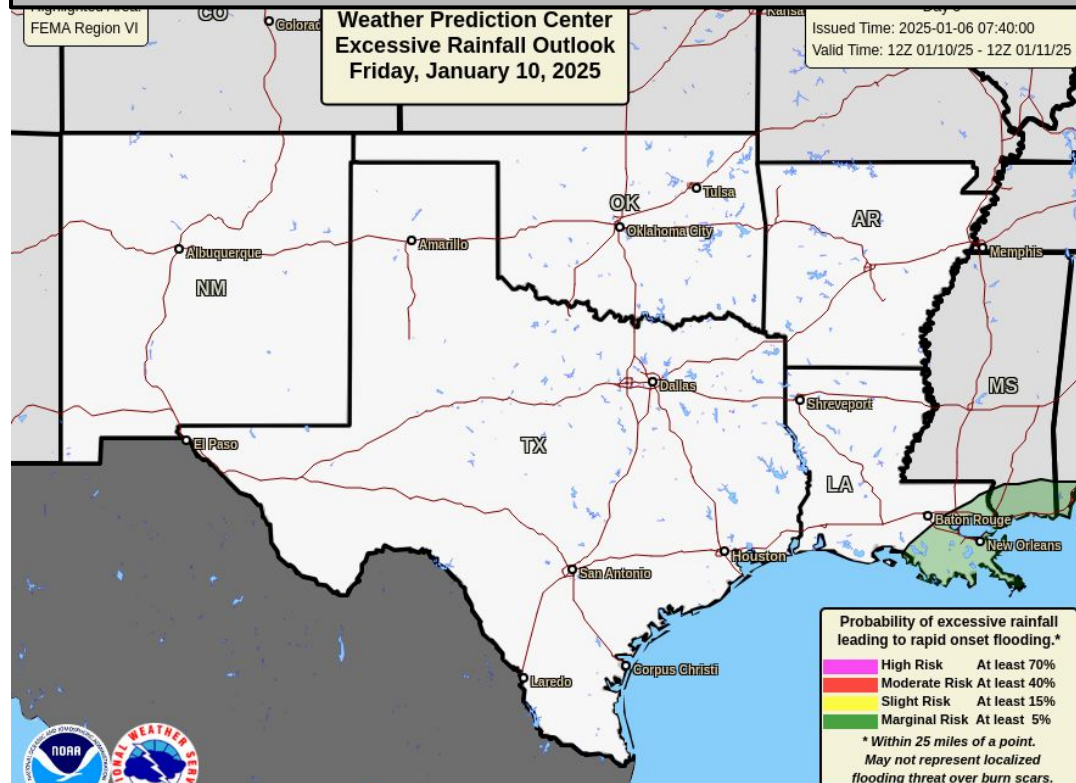 Highlighted Area:
FEMA Region VI
Weather Prediction Center
Excessive Rainfall Outlook
Friday, January 10, 2025
Issued Time: 2025-01-06 07:40:00
Valid Time: 12Z 01/10/25 - 12Z 01/11/25
CO
Tulsa
OK
Oklahoma City
AR
Albuquerque
Amarillo
Memphis
NM
Dallas
MS
Shreveport
El Paso
TX
LA
Baton Rouge
New Orleans
Houston
San Antonio
Corpus Christi
Laredo
Probability of excessive rainfall
leading to rapid onset flooding.*
High Risk At least 70%
Moderate Risk At least 40%
Slight Risk At least 15%
Marginal Risk At least 5%
* Within 25 miles of a point.
May not represent localized
flooding threat over burn scars.
NOAA